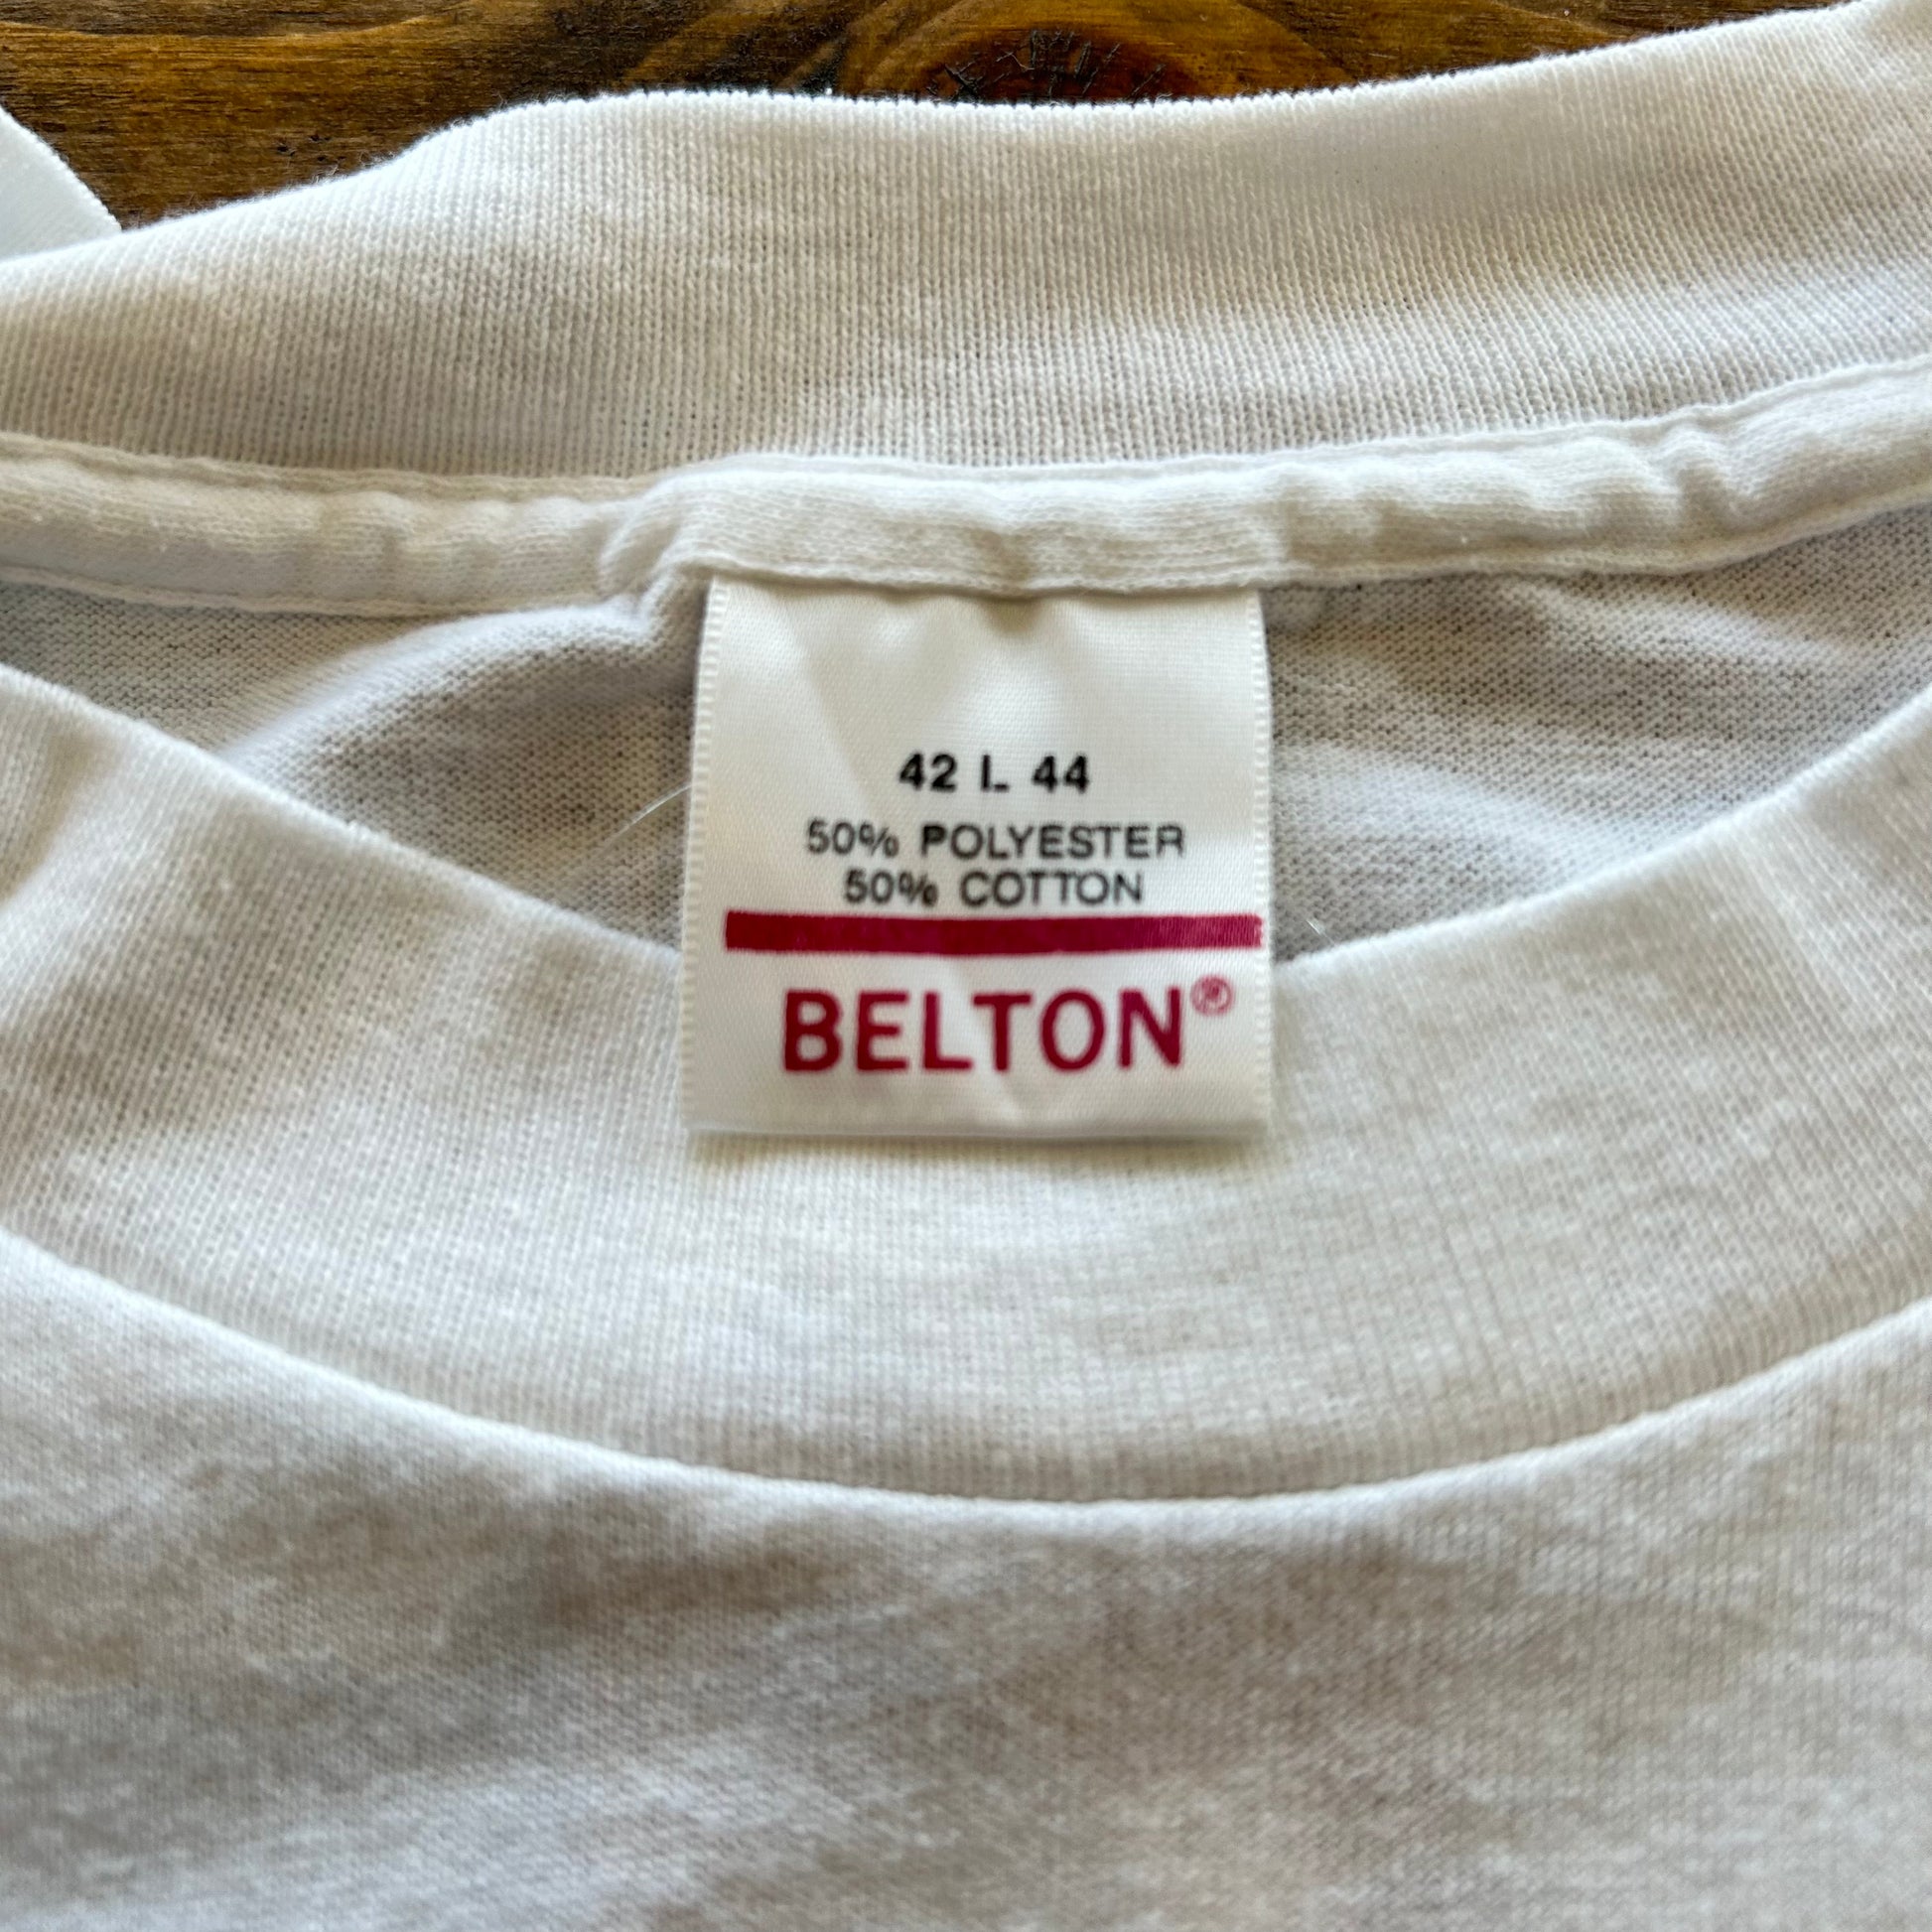 42 L 44
50% POLYESTER
50% COTTON
BELTON®